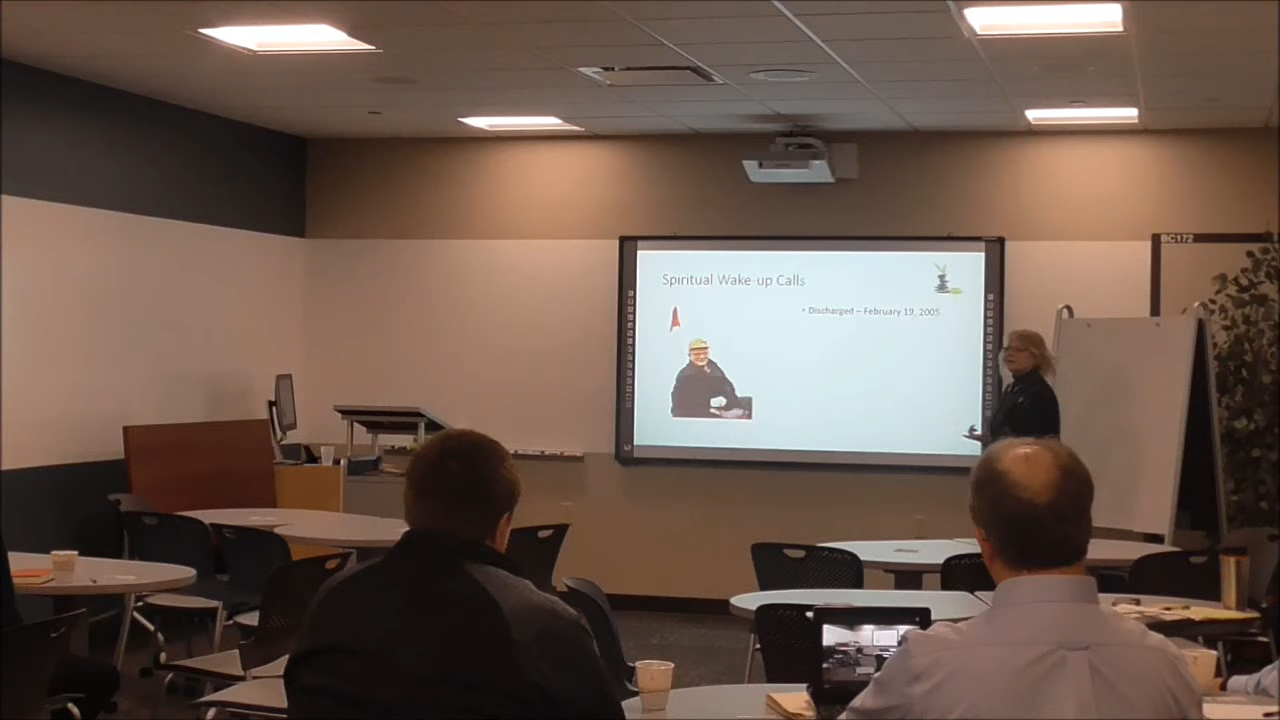 BC172
Spiritual Wake-up Calls
• Discharged – February 19, 2005